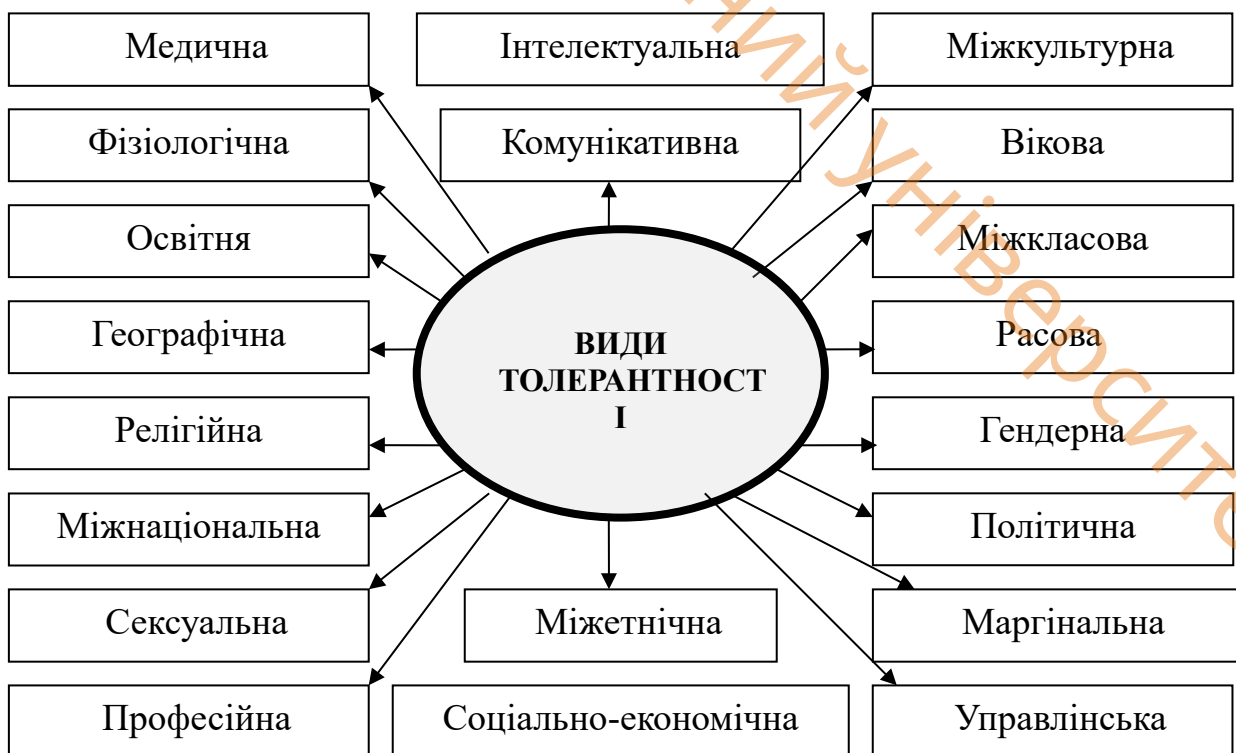 Медична
Інтелектуальна
Міжкультурна
Фізіологічна
Комунікативна
Вікова
Освітня
Міжкласова
Географічна
ВИДИ
ТОЛЕРАНТНОСТ
І
Расова
Релігійна
Гендерна
Міжнаціональна
Політична
Сексуальна
Міжетнічна
Маргінальна
Професійна
Соціально-економічна
Управлінська